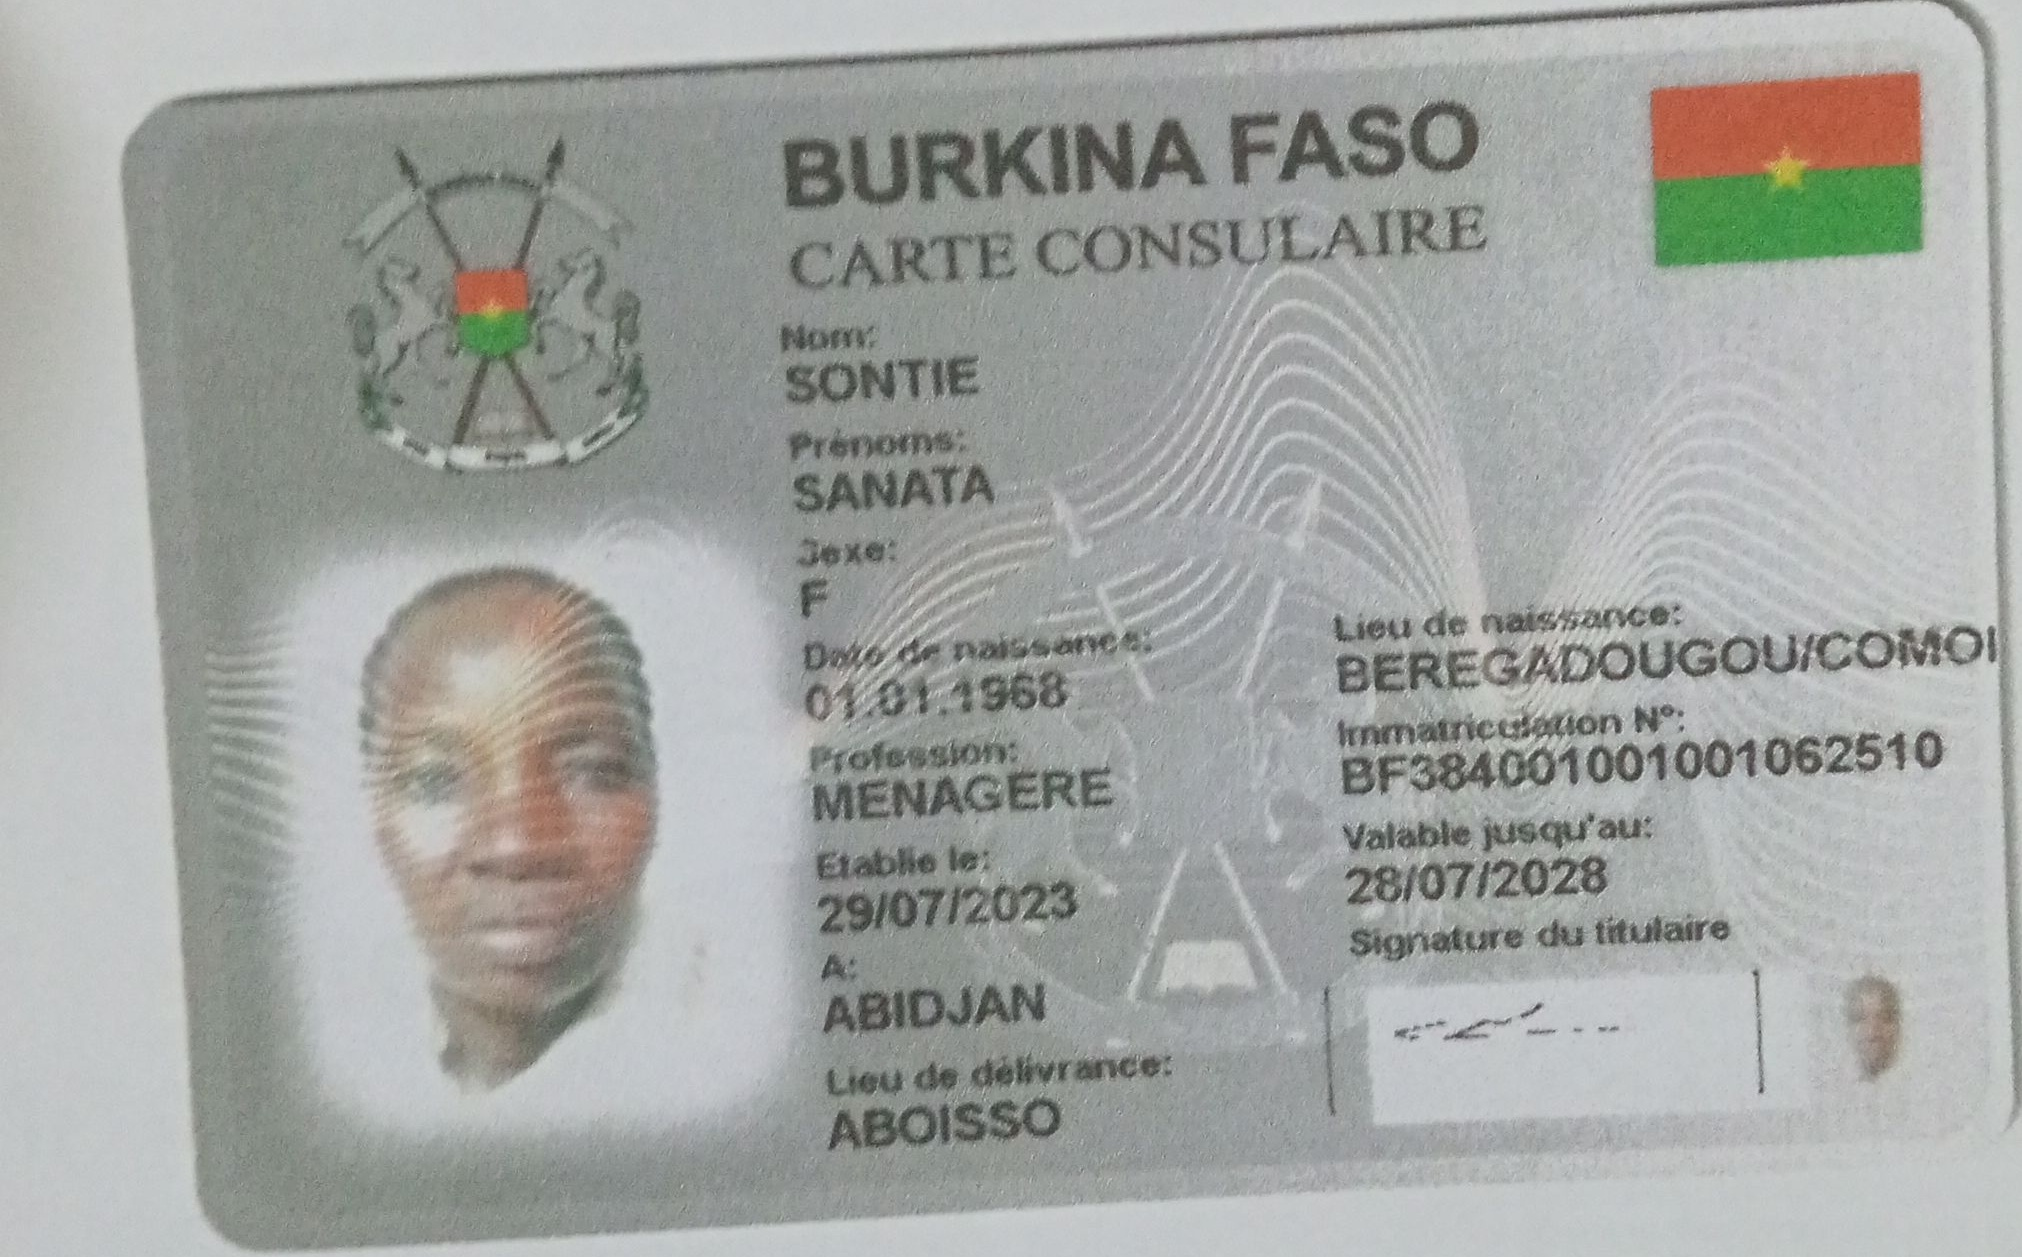 BURKINA FASO
CARTE CONSULAIRE
Nom:
SONTIE
Prénoms:
SANATA
Sexe:
F
Date de naissance:
01.01.1968
Lieu de naissance:
BEREGADOUGOU/COMOI
Profession:
MENAGERE
Immatriculation N°:
BF384001001001062510
Etablie le:
29/07/2023
Valable jusqu'au:
28/07/2028
A:
ABIDJAN
Signature du titulaire
Lieu de délivrance:
ABOISSO